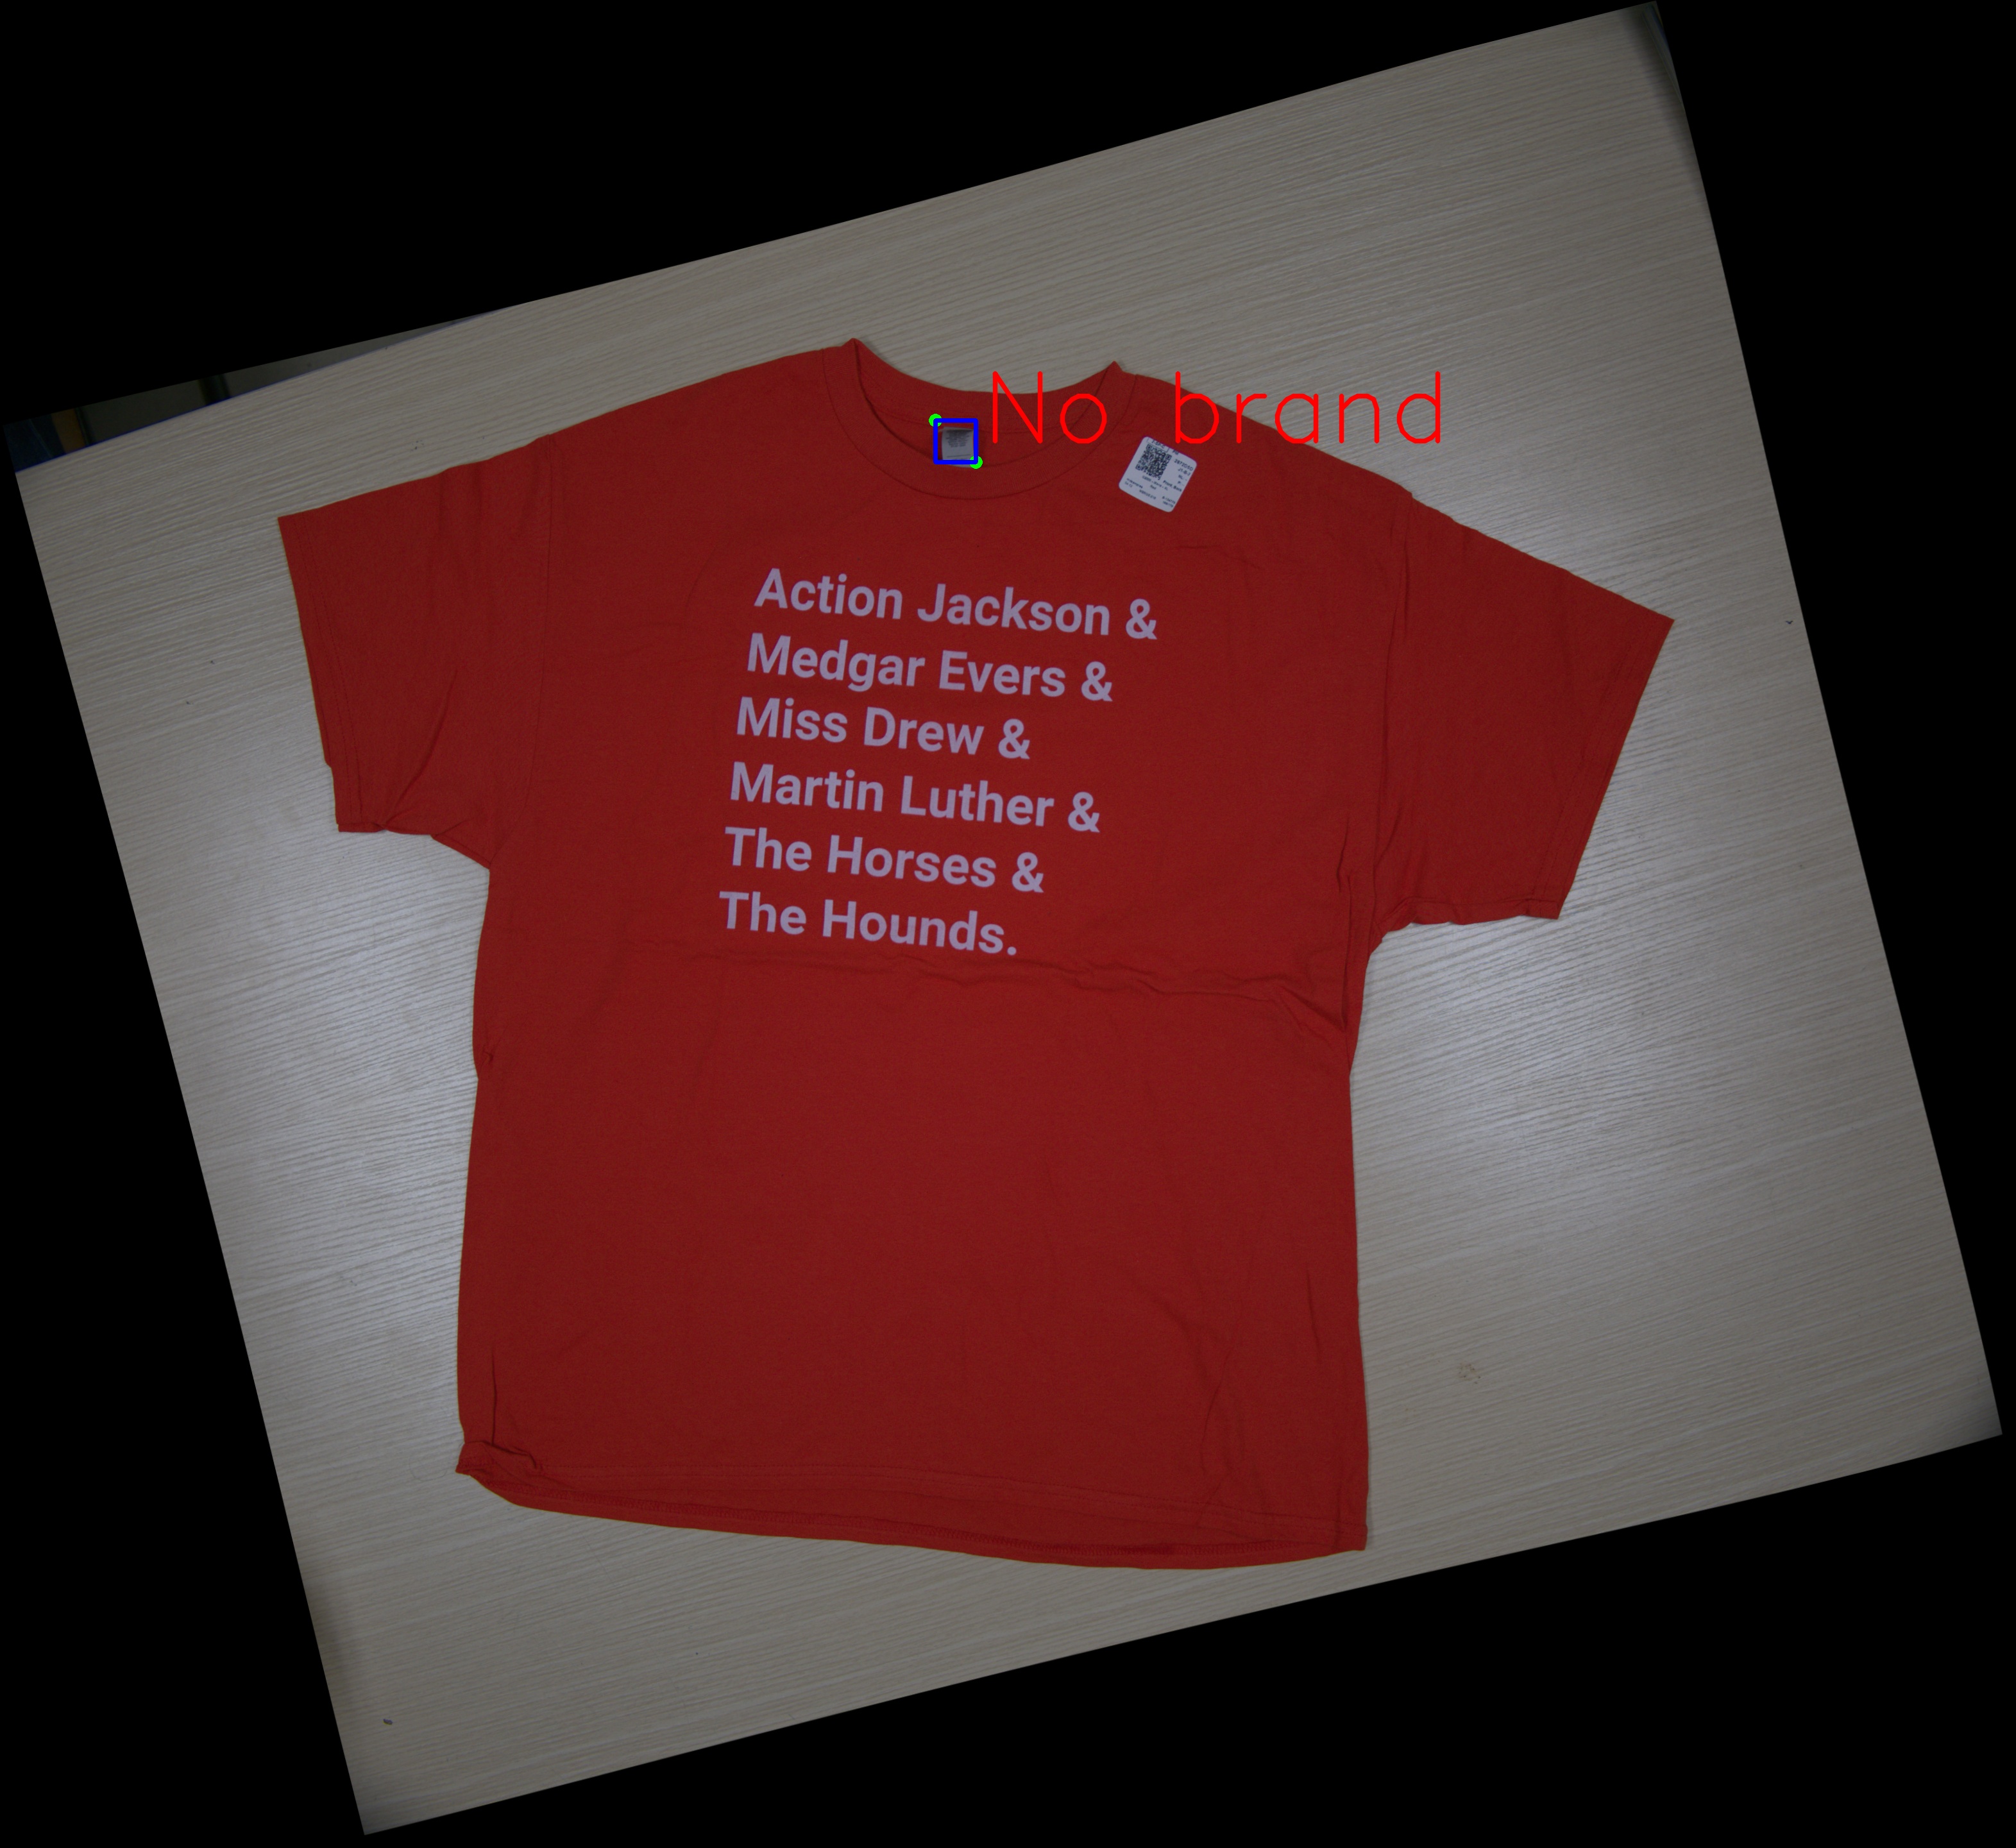 No brand
Action Jackson &
Medgar Evers &
Miss Drew &
Martin Luther &
The Horses &
The Hounds.